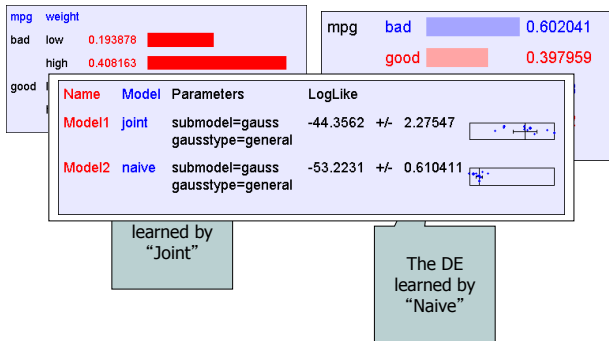 mpg weight
bad low 0.193878
high 0.408163
good
mpg bad 0.602041
good 0.397959
Name Model Parameters LogLike
Model1 joint submodel=gauss -44.3562 +/- 2.27547
gausstype=general
Model2 naive submodel=gauss -53.2231 +/- 0.610411
gausstype=general
learned by
“Joint”
The DE
learned by
“Naive”